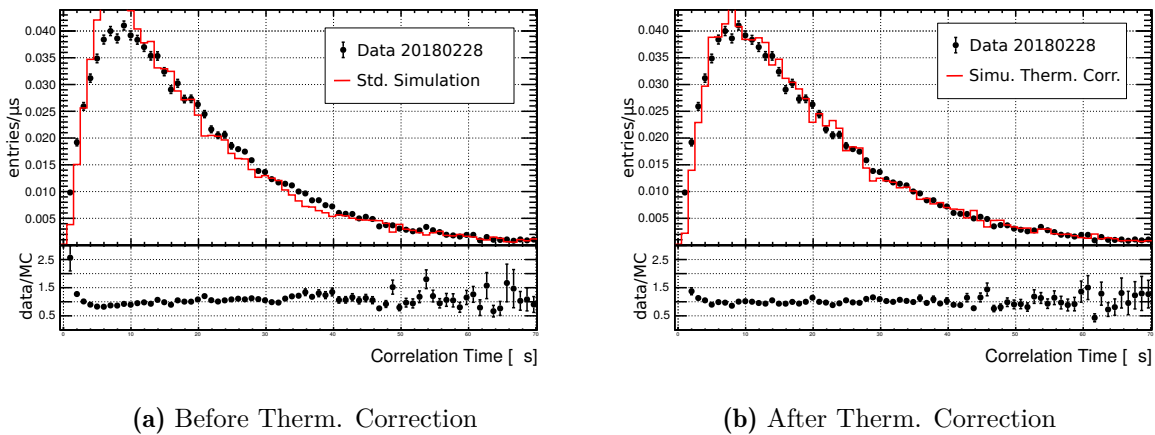 0.040
0.035
0.030
0.025
0.020
0.015
0.010
0.005
entries/μs
Data 20180228
Std. Simulation
2.5
1.5
0.5
data/MC
0 10 20 30 40 50 60 70
Correlation Time [ s]
(a) Before Therm. Correction
0.040
0.035
0.030
0.025
0.020
0.015
0.010
0.005
entries/μs
Data 20180228
Simu. Therm. Corr.
2.5
1.5
0.5
data/MC
0 10 20 30 40 50 60 70
Correlation Time [ s]
(b) After Therm. Correction